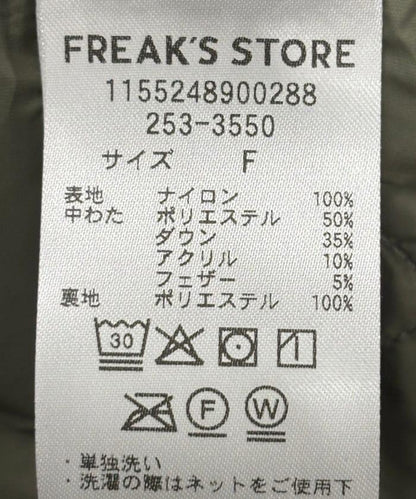 FREAK'S STORE
1155248900288
253-3550
サイズ F
表地 ナイロン 100%
中わた ポリエステル 50%
ダウン 35%
アクリル 10%
フェザー 5%
裏地 ポリエステル 100%
30
F W
・単独洗い
・洗濯の際はネットをご使用下